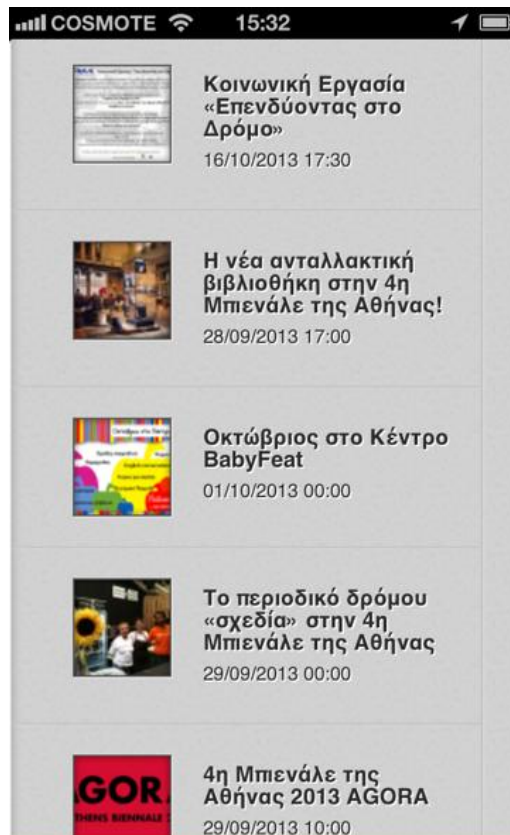 COSMOTE 15:32
Κοινωνική Εργασία
«Επενδύοντας στο
Δρόμο»
16/10/2013 17:30
Η νέα ανταλλακτική
βιβλιοθήκη στην 4η
Μπιενάλε της Αθήνας!
28/09/2013 17:00
Οκτώβριος στο Κέντρο
BabyFeat
01/10/2013 00:00
Το περιοδικό δρόμου
«σχεδία» στην 4η
Μπιενάλε της Αθήνας
29/09/2013 00:00
AGORA
THENS BIENNALE
4η Μπιενάλε της
Αθήνας 2013 AGORA
29/09/2013 10:00